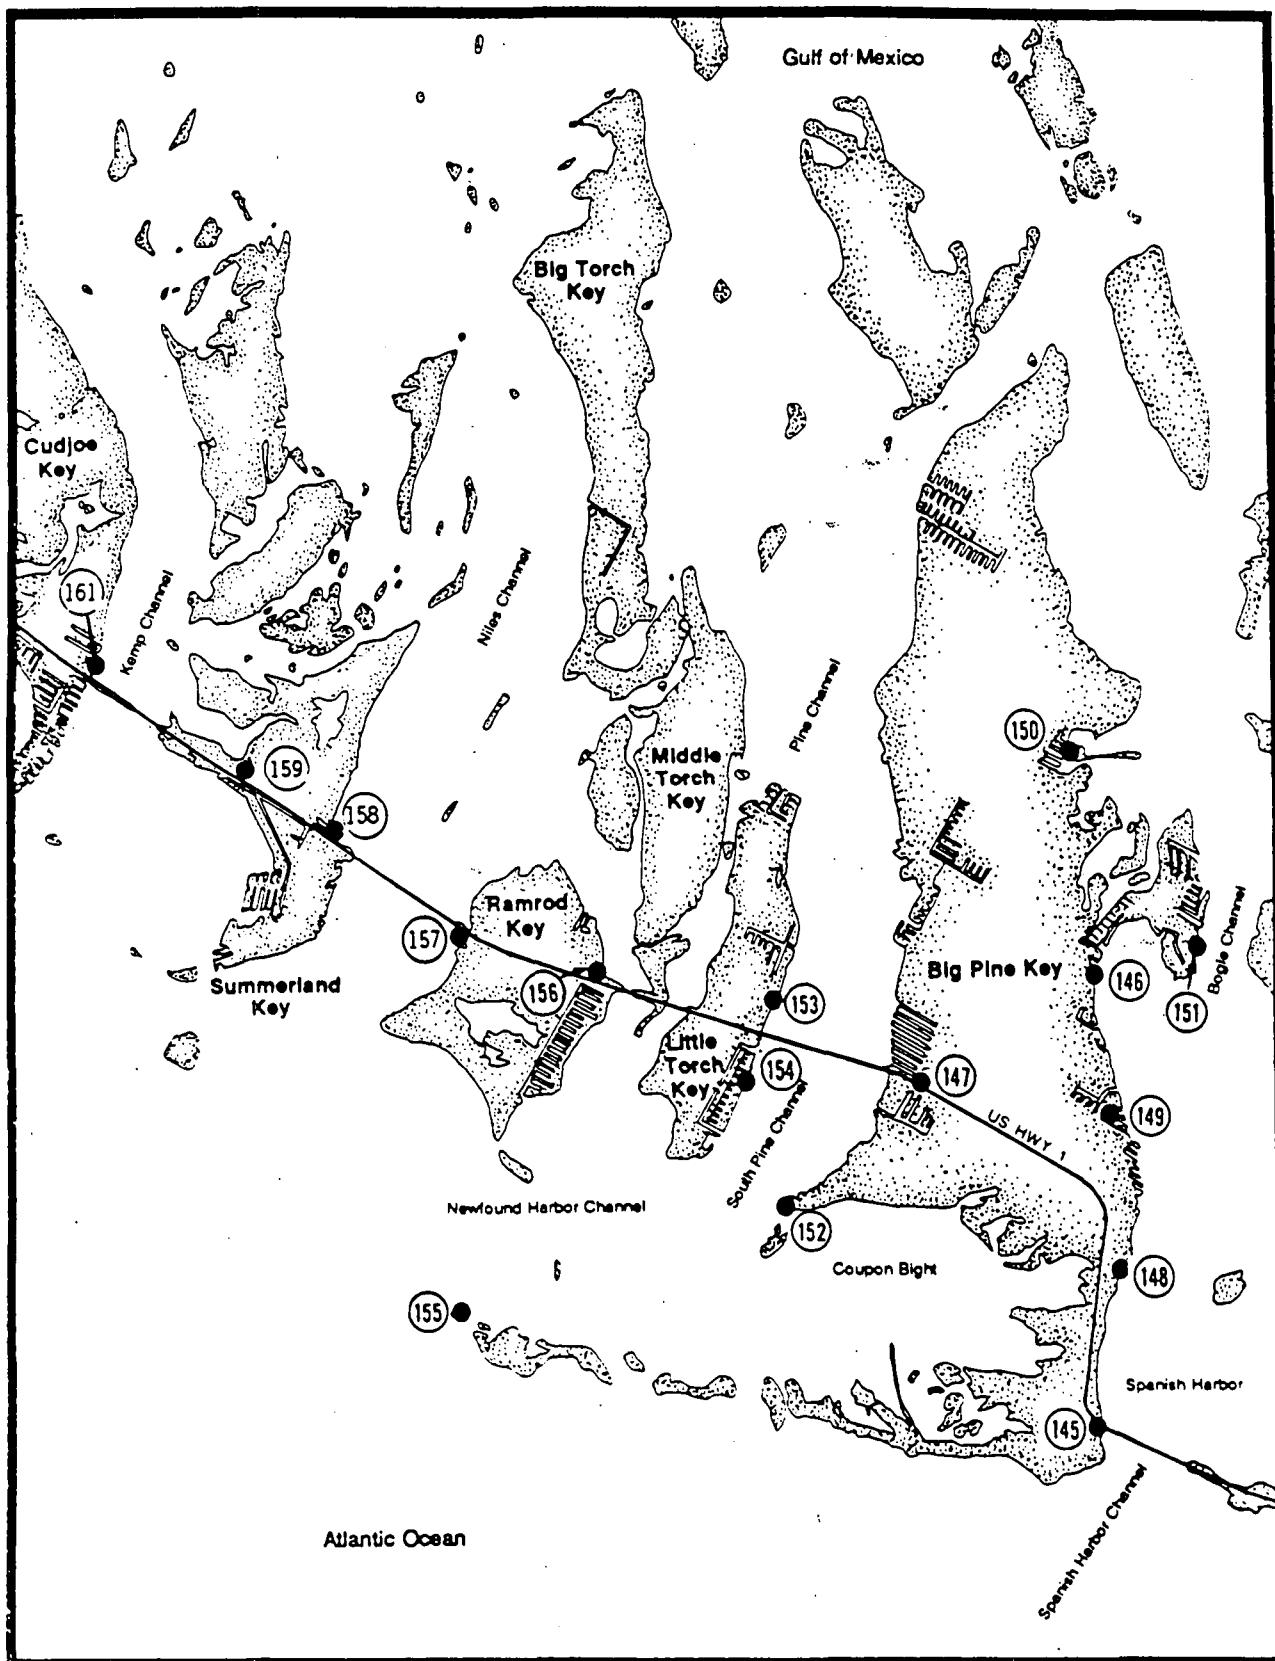 Gulf of Mexico
Big Torch
Key
Cudjoe
Key
161
Kemp Channel
Niles Channel
Pine Channel
150
159
158
Middle
Torch
Key
Ramrod
Key
157
156
Summerland
Key
Big Pine Key
146
151
Bogie Channel
153
Little
Torch
Key
154
147
149
US HWY 1
South Pine Channel
Newfound Harbor Channel
152
Coupon Bight
148
155
Spanish Harbor
145
Spanish Harbor Channel
Atlantic Ocean